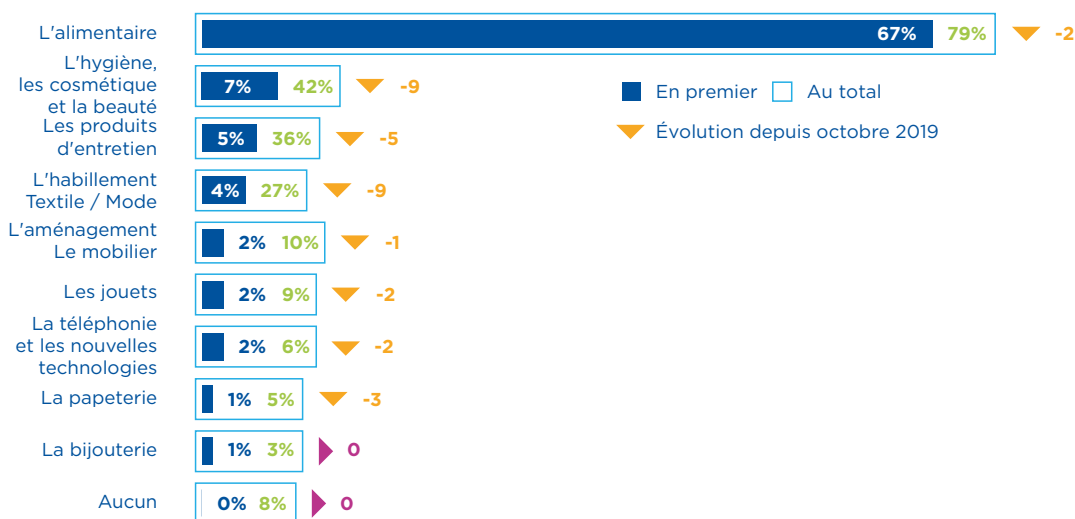 L'alimentaire
67% 79% -2
L'hygiène,
les cosmétique
et la beauté
7% 42% -9
En premier Au total
Les produits
d'entretien
5% 36% -5
Évolution depuis octobre 2019
L'habillement
Textile / Mode
4% 27% -9
L'aménagement
Le mobilier
2% 10% -1
Les jouets
2% 9% -2
La téléphonie
et les nouvelles
technologies
2% 6% -2
La papeterie
1% 5% -3
La bijouterie
1% 3% 0
Aucun
0% 8% 0